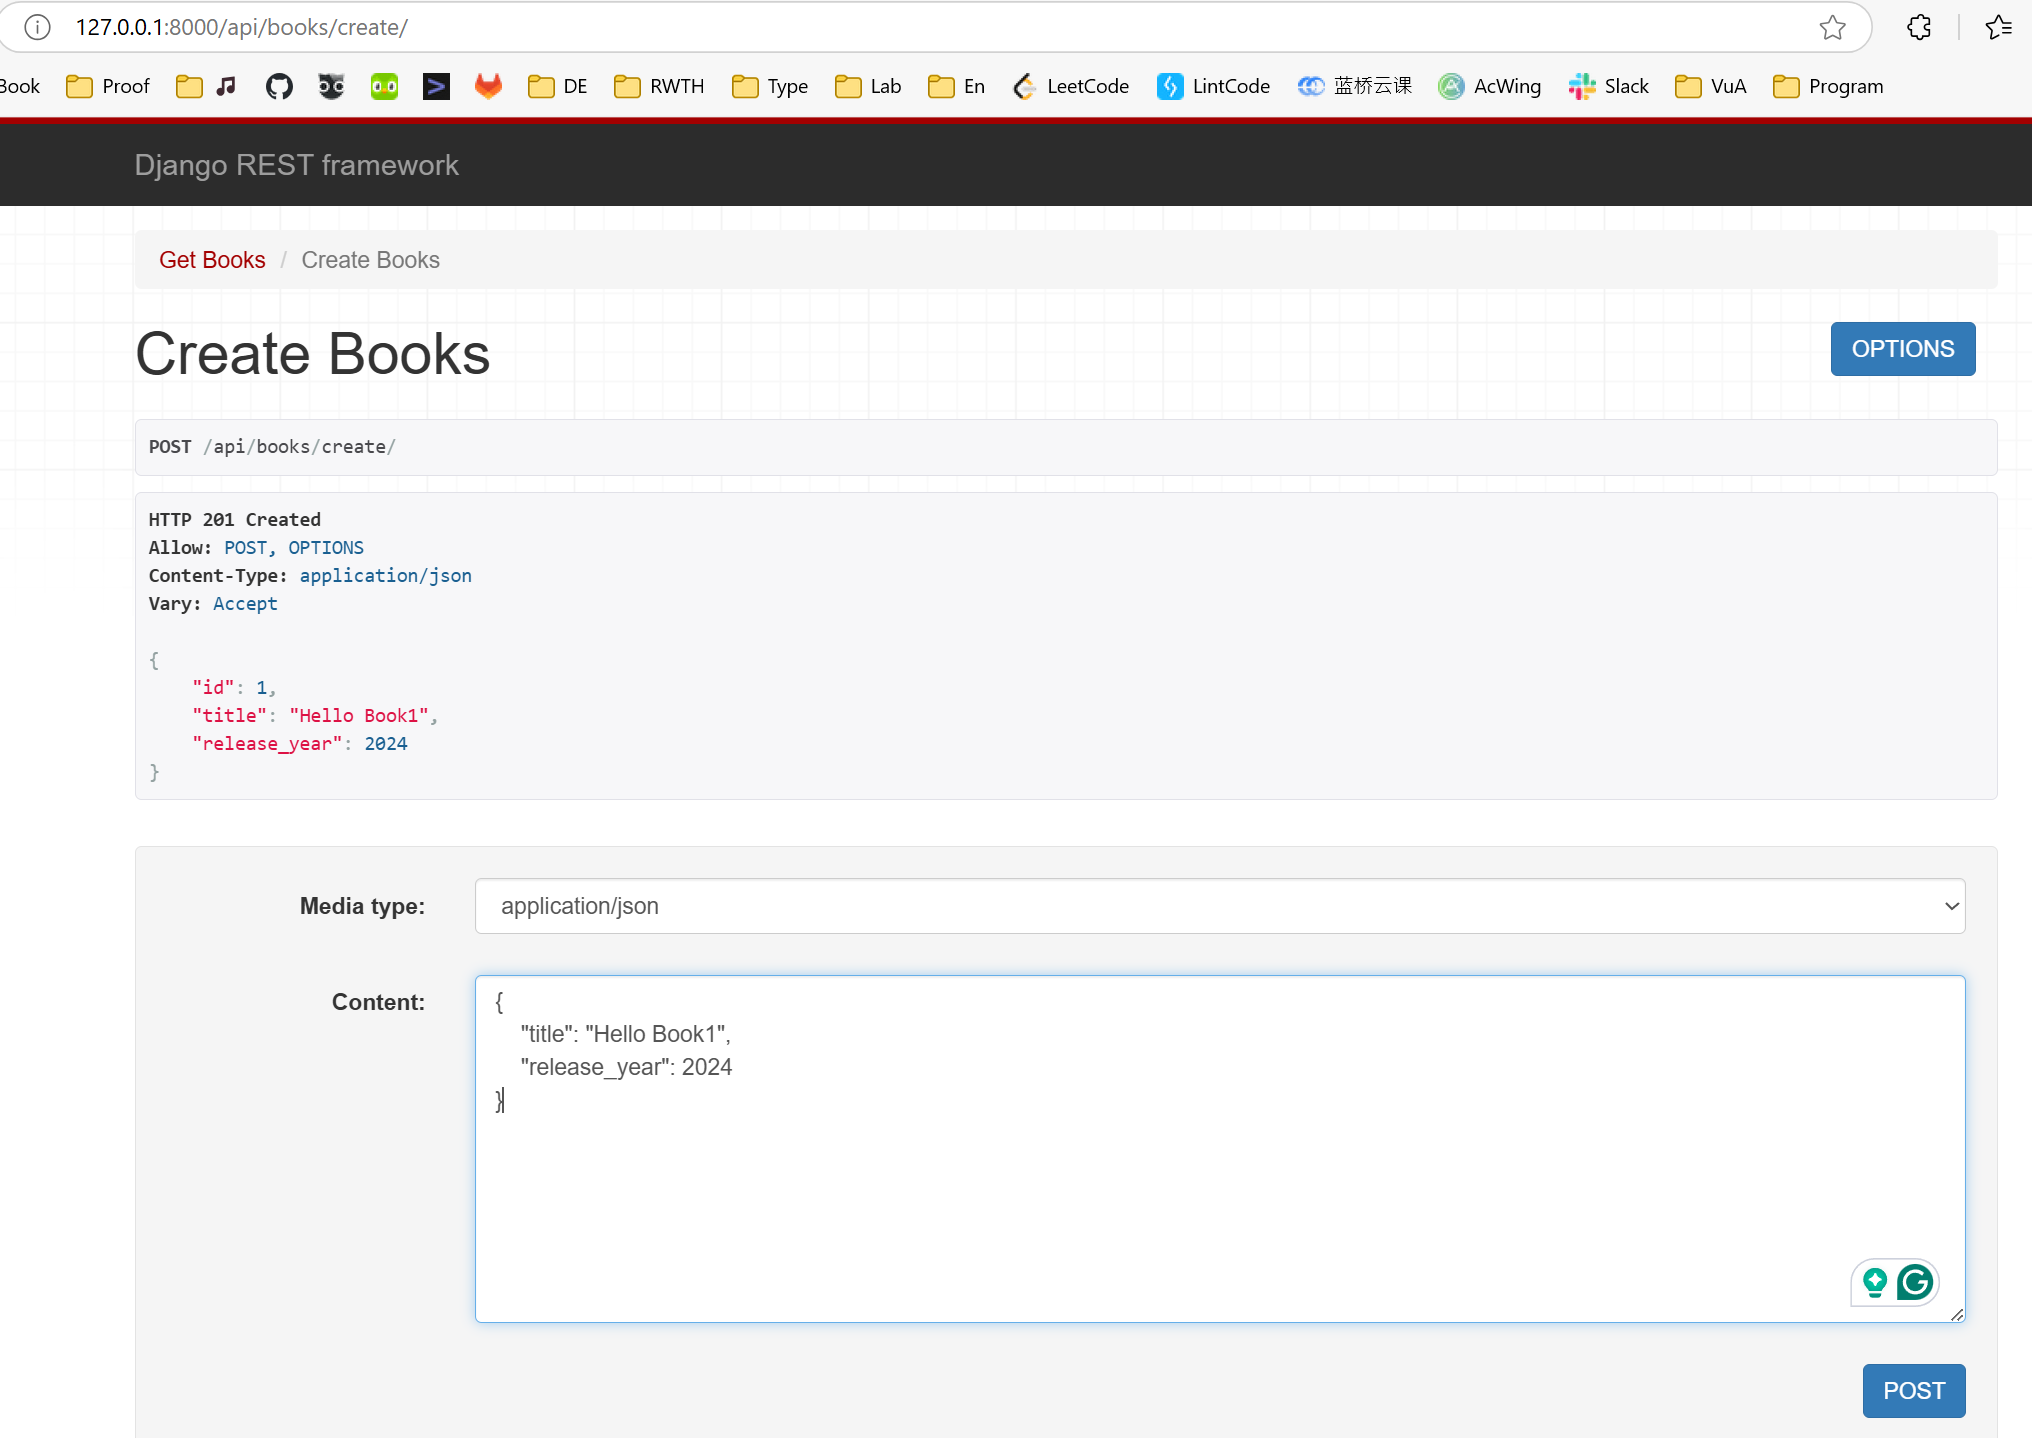 127.0.0.1:8000/api/books/create/
Book Proof DE RWTH Type Lab En LeetCode LintCode 蓝桥云课 AcWing Slack VuA Program
Django REST framework
Get Books / Create Books
Create Books
OPTIONS
POST /api/books/create/
HTTP 201 Created
Allow: POST, OPTIONS
Content-Type: application/json
Vary: Accept
{
"id": 1,
"title": "Hello Book1",
"release_year": 2024
}
Media type: application/json
Content:
{
"title": "Hello Book1",
"release_year": 2024
}
POST